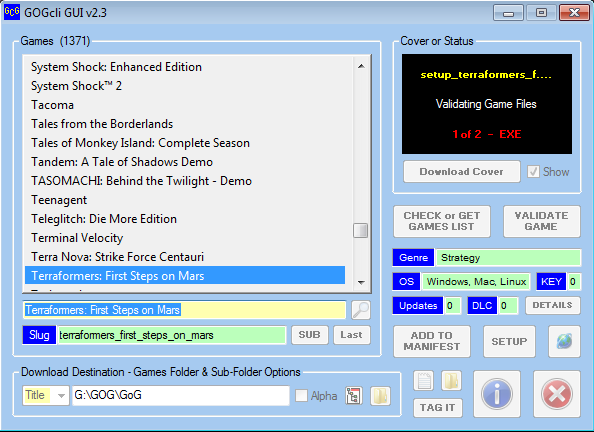 GOGcli GUI v2.3
Games (1371)
System Shock: Enhanced Edition
System Shock™ 2
Tacoma
Tales from the Borderlands
Tales of Monkey Island: Complete Season
Tandem: A Tale of Shadows Demo
TASOMACHI: Behind the Twilight - Demo
Teenagent
Teleglitch: Die More Edition
Terminal Velocity
Terra Nova: Strike Force Centauri
Terraformers: First Steps on Mars
Terraformers: First Steps on Mars
Slug terraformers_first_steps_on_mars SUB Last
Download Destination - Games Folder & Sub-Folder Options
Title G:\GOG\GoG Alpha
Cover or Status
setup_terraformers_f....
Validating Game Files
1 of 2 - EXE
Download Cover Show
CHECK or GET GAMES LIST
VALIDATE GAME
Genre Strategy
OS Windows, Mac, Linux KEY 0
Updates 0 DLC 0 DETAILS
ADD TO MANIFEST
SETUP
TAG IT